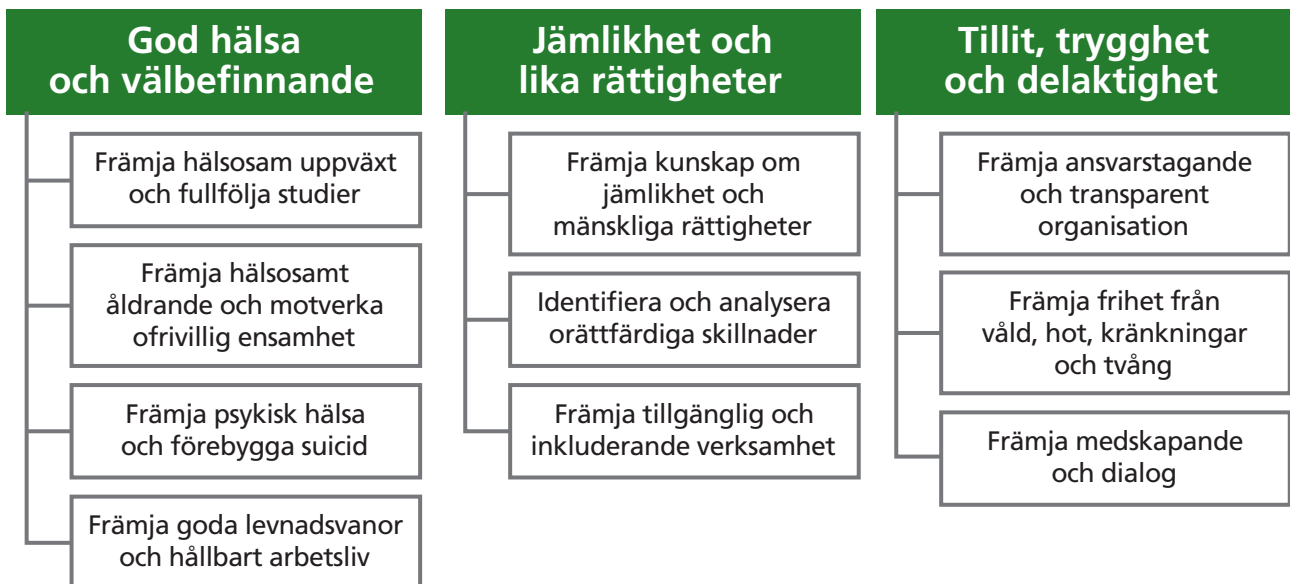 God hälsa
och välbefinnande
Främja hälsosam uppväxt
och fullfölja studier
Främja hälsosamt
åldrande och motverka
ofrivillig ensamhet
Främja psykisk hälsa
och förebygga suicid
Främja goda levnadsvanor
och hållbart arbetsliv
Jämlikhet och
lika rättigheter
Främja kunskap om
jämlikhet och
mänskliga rättigheter
Identifiera och analysera
orättfärdiga skillnader
Främja tillgänglig och
inkluderande verksamhet
Tillit, trygghet
och delaktighet
Främja ansvarstagande
och transparent
organisation
Främja frihet från
våld, hot, kränkningar
och tvång
Främja medskapande
och dialog